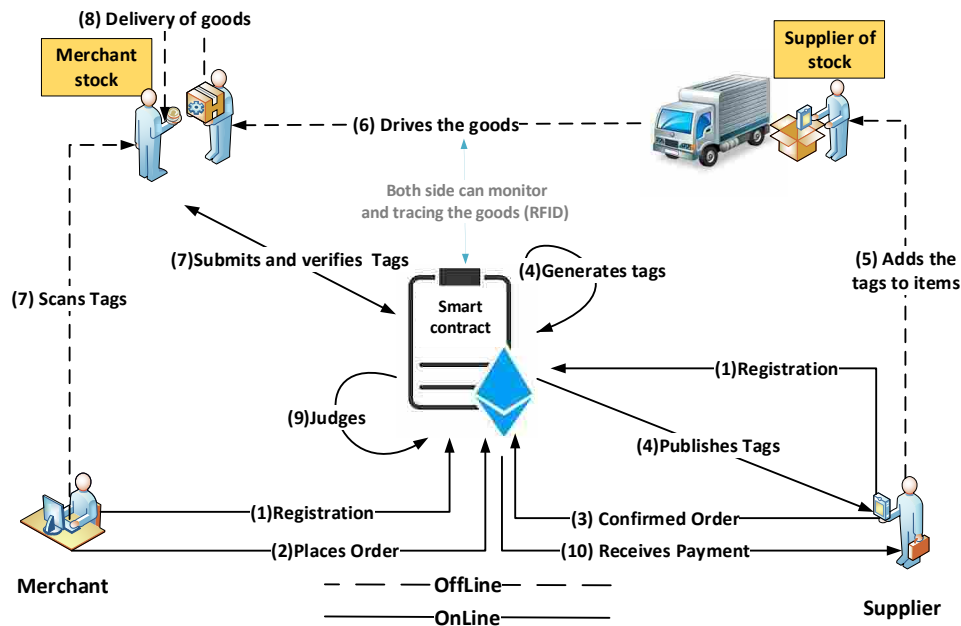 (8) Delivery of goods
Merchant
stock
Supplier of
stock
(6) Drives the goods
Both side can monitor
and tracing the goods (RFID)
(7)Submits and verifies  Tags
(4)Generates tags
(5) Adds the
tags to items
(7) Scans Tags
Smart
contract
(1)Registration
(9)Judges
(4)Publishes Tags
(1)Registration
(3) Confirmed Order
(2)Places Order
(10) Receives Payment
Merchant
OffLine
OnLine
Supplier